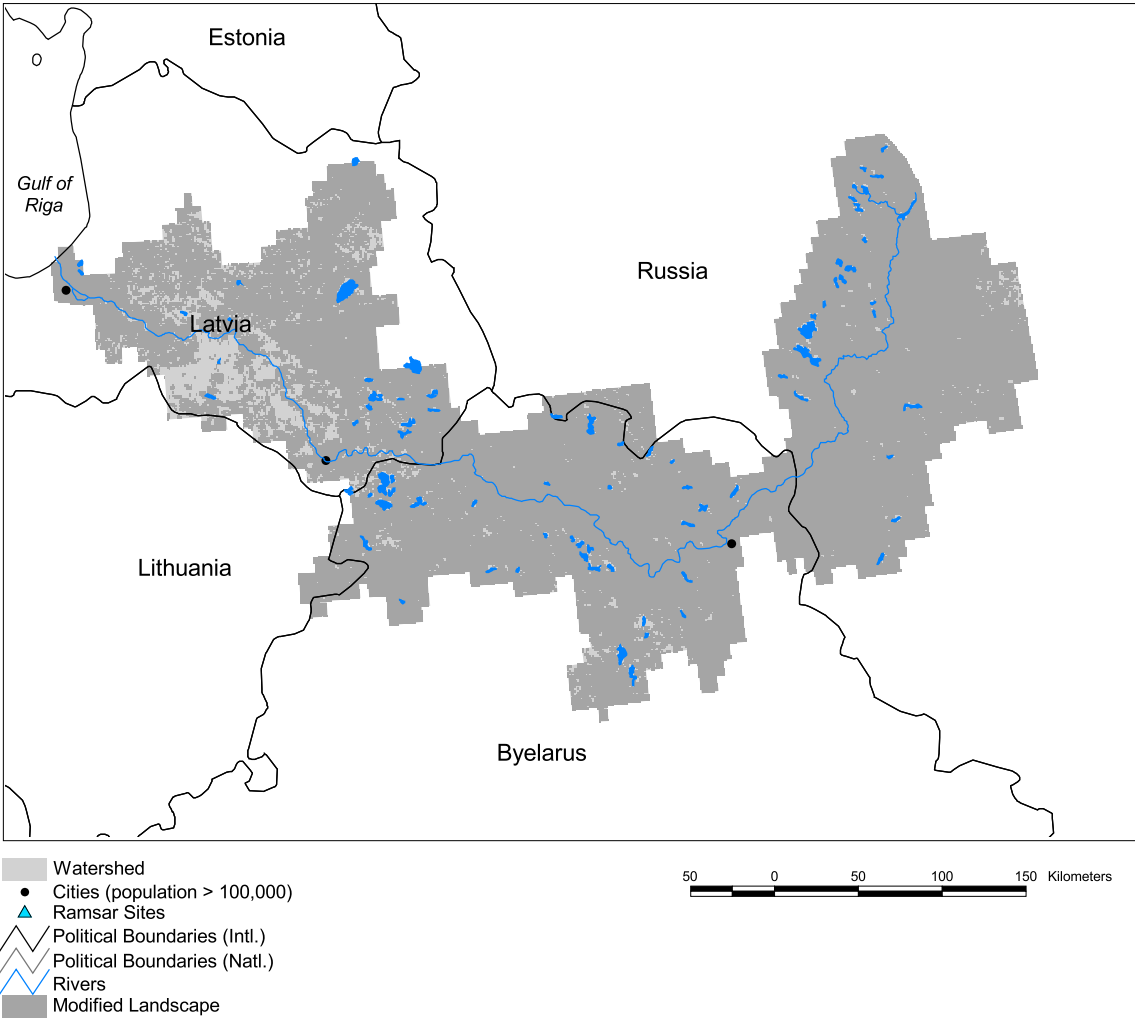 Estonia
Gulf of
Riga
Russia
Latvia
Lithuania
Byelarus
Watershed
Cities (population > 100,000)
Ramsar Sites
Political Boundaries (Intl.)
Political Boundaries (Natl.)
Rivers
Modified Landscape
50 0 50 100 150 Kilometers